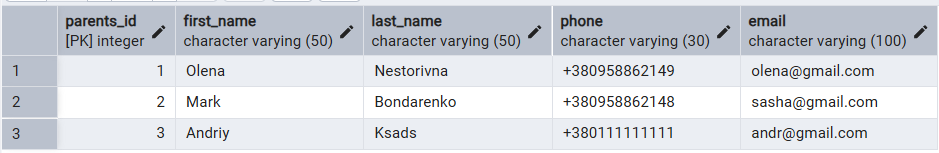 parents_id first_name last_name phone email
[PK] integer character varying (50) character varying (50) character varying (30) character varying (100)
1 1 Olena Nestorivna +380958862149 olena@gmail.com
2 2 Mark Bondarenko +380958862148 sasha@gmail.com
3 3 Andriy Ksads +380111111111 andr@gmail.com